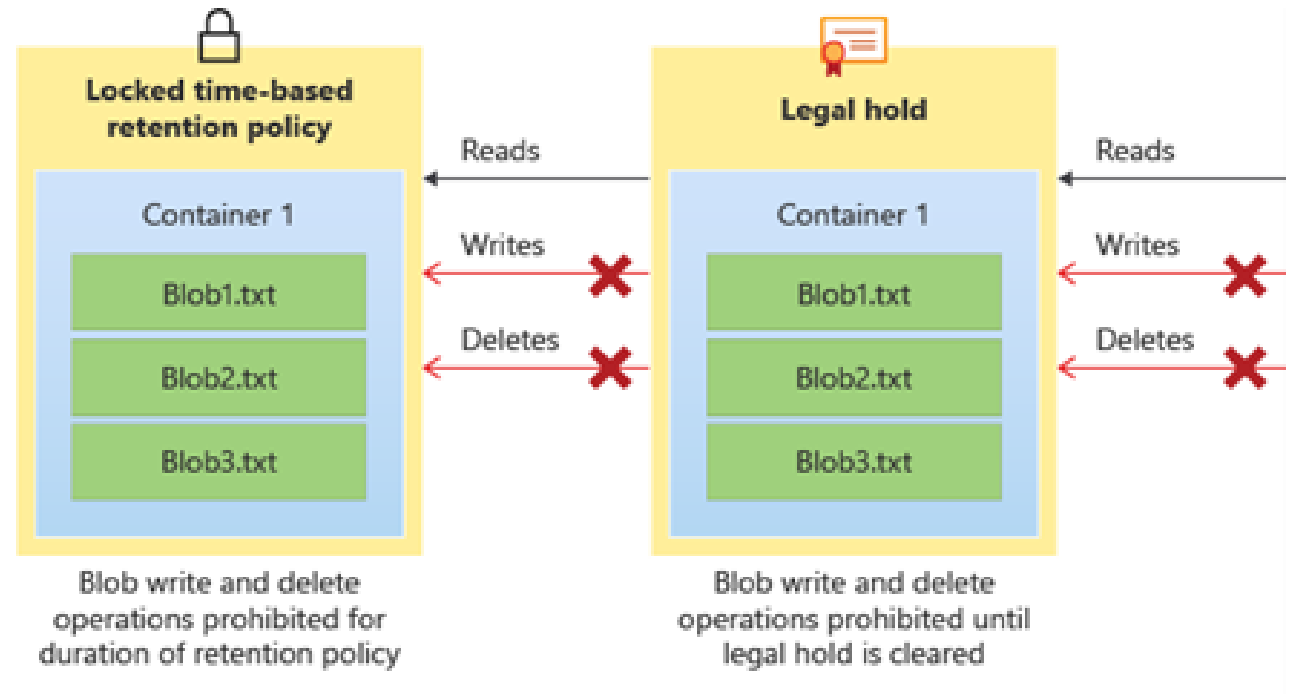 Locked time-based
retention policy
Container 1
Blob1.txt
Blob2.txt
Blob3.txt
Blob write and delete
operations prohibited for
duration of retention policy
Reads
Writes
Deletes
Legal hold
Container 1
Blob1.txt
Blob2.txt
Blob3.txt
Blob write and delete
operations prohibited until
legal hold is cleared
Reads
Writes
Deletes